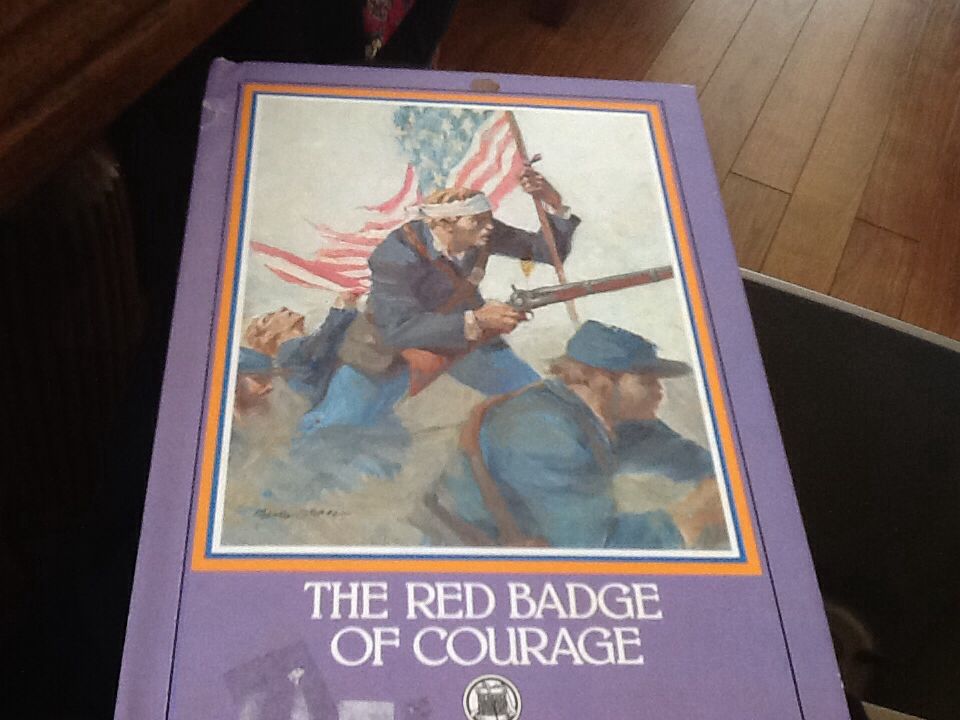 THE RED BADGE
OF COURAGE